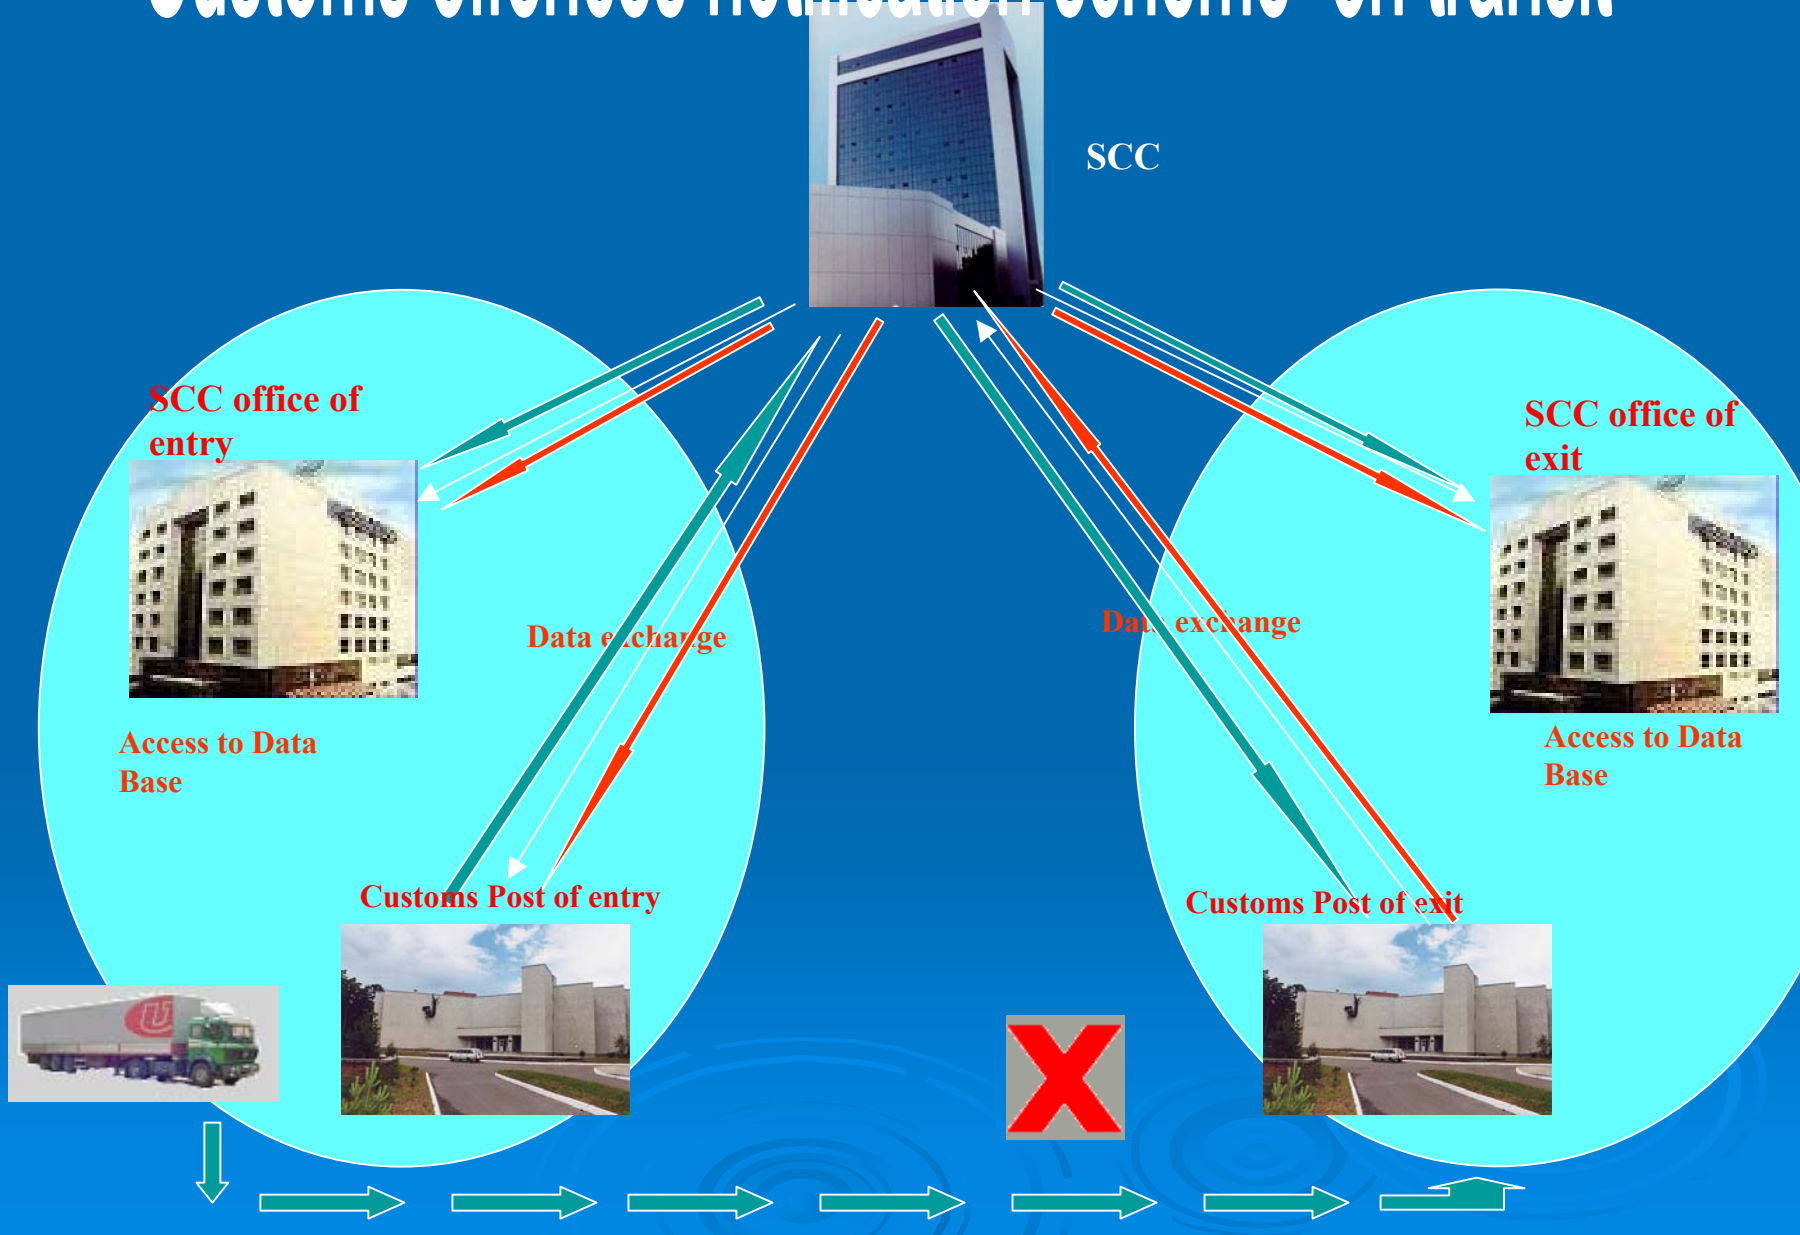 SCC
SCC office of
entry
SCC office of
exit
Data exchange
Data exchange
Access to Data
Base
Access to Data
Base
Customs Post of entry
Customs Post of exit